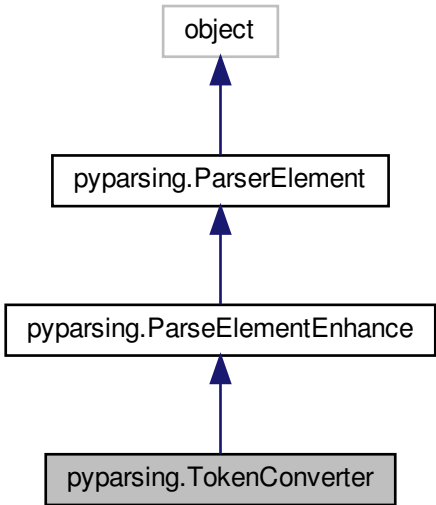 object
pyparsing.ParserElement
pyparsing.ParseElementEnhance
pyparsing.TokenConverter